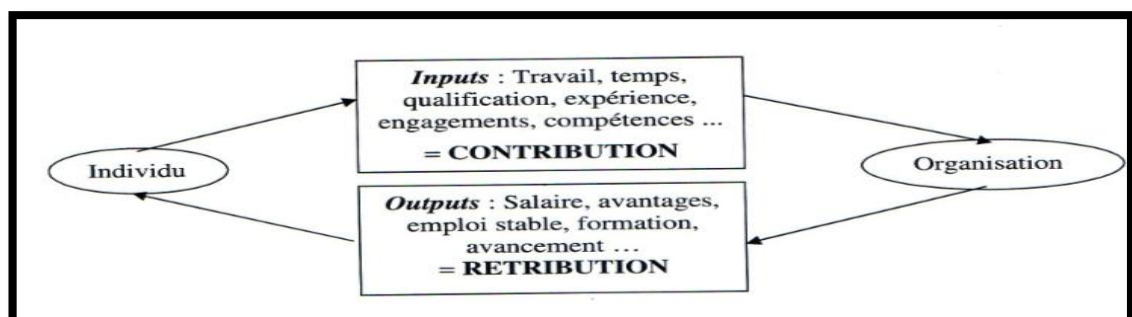 Inputs : Travail, temps,
qualification, expérience,
engagements, compétences ...
= CONTRIBUTION
Individu
Organisation
Outputs : Salaire, avantages,
emploi stable, formation,
avancement ...
= RETRIBUTION